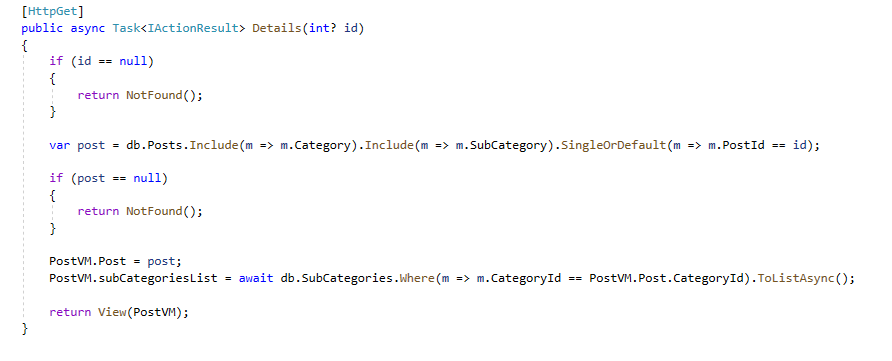 [HttpGet]
public async Task<IActionResult> Details(int? id)
{
    if (id == null)
    {
        return NotFound();
    }
    var post = db.Posts.Include(m => m.Category).Include(m => m.SubCategory).SingleOrDefault(m => m.PostId == id);
    if (post == null)
    {
        return NotFound();
    }
    PostVM.Post = post;
    PostVM.subCategoriesList = await db.SubCategories.Where(m => m.CategoryId == PostVM.Post.CategoryId).ToListAsync();
    return View(PostVM);
}